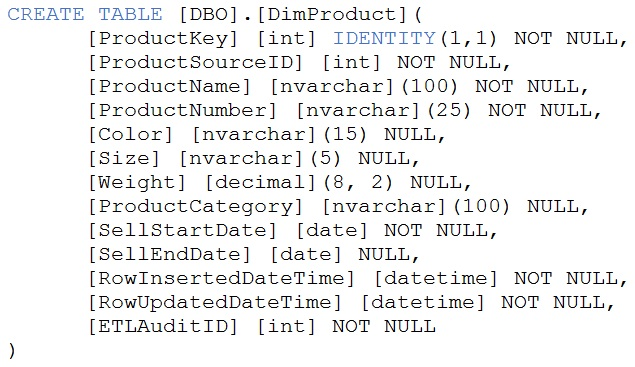 CREATE TABLE [DBO].[DimProduct](
[ProductKey] [int] IDENTITY(1,1) NOT NULL,
[ProductSourceID] [int] NOT NULL,
[ProductName] [nvarchar](100) NOT NULL,
[ProductNumber] [nvarchar](25) NOT NULL,
[Color] [nvarchar](15) NULL,
[Size] [nvarchar](5) NULL,
[Weight] [decimal](8, 2) NULL,
[ProductCategory] [nvarchar](100) NULL,
[SellStartDate] [date] NOT NULL,
[SellEndDate] [date] NULL,
[RowInsertedDateTime] [datetime] NOT NULL,
[RowUpdatedDateTime] [datetime] NOT NULL,
[ETLAuditID] [int] NOT NULL
)